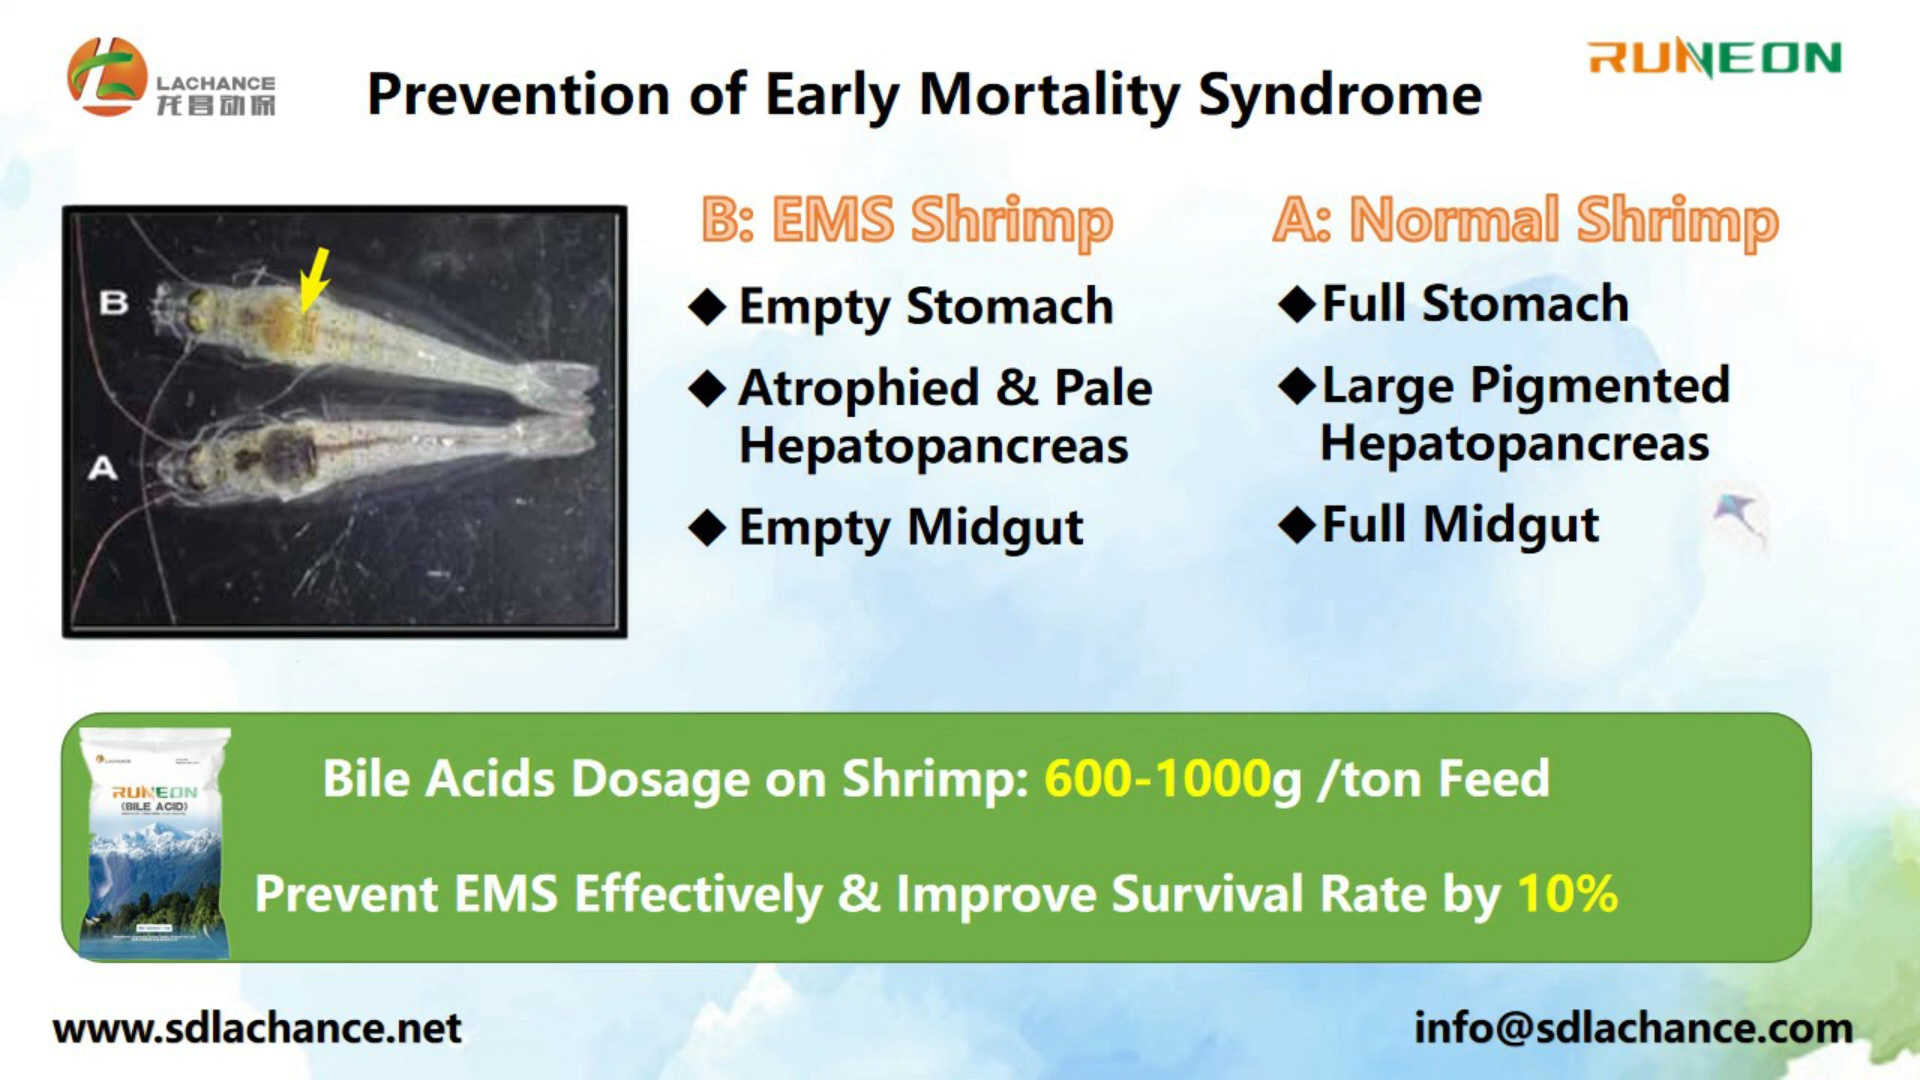 LACHANCE
龙昌动保
RUNEON
Prevention of Early Mortality Syndrome
B
A
B: EMS Shrimp
◆ Empty Stomach
◆ Atrophied & Pale
Hepatopancreas
◆ Empty Midgut
A: Normal Shrimp
◆Full Stomach
◆Large Pigmented
Hepatopancreas
◆Full Midgut
LACHANCE
RUNEON
(BILE ACID)
Bile Acids Dosage on Shrimp: 600-1000g /ton Feed
Prevent EMS Effectively & Improve Survival Rate by 10%
www.sdlachance.net
info@sdlachance.com